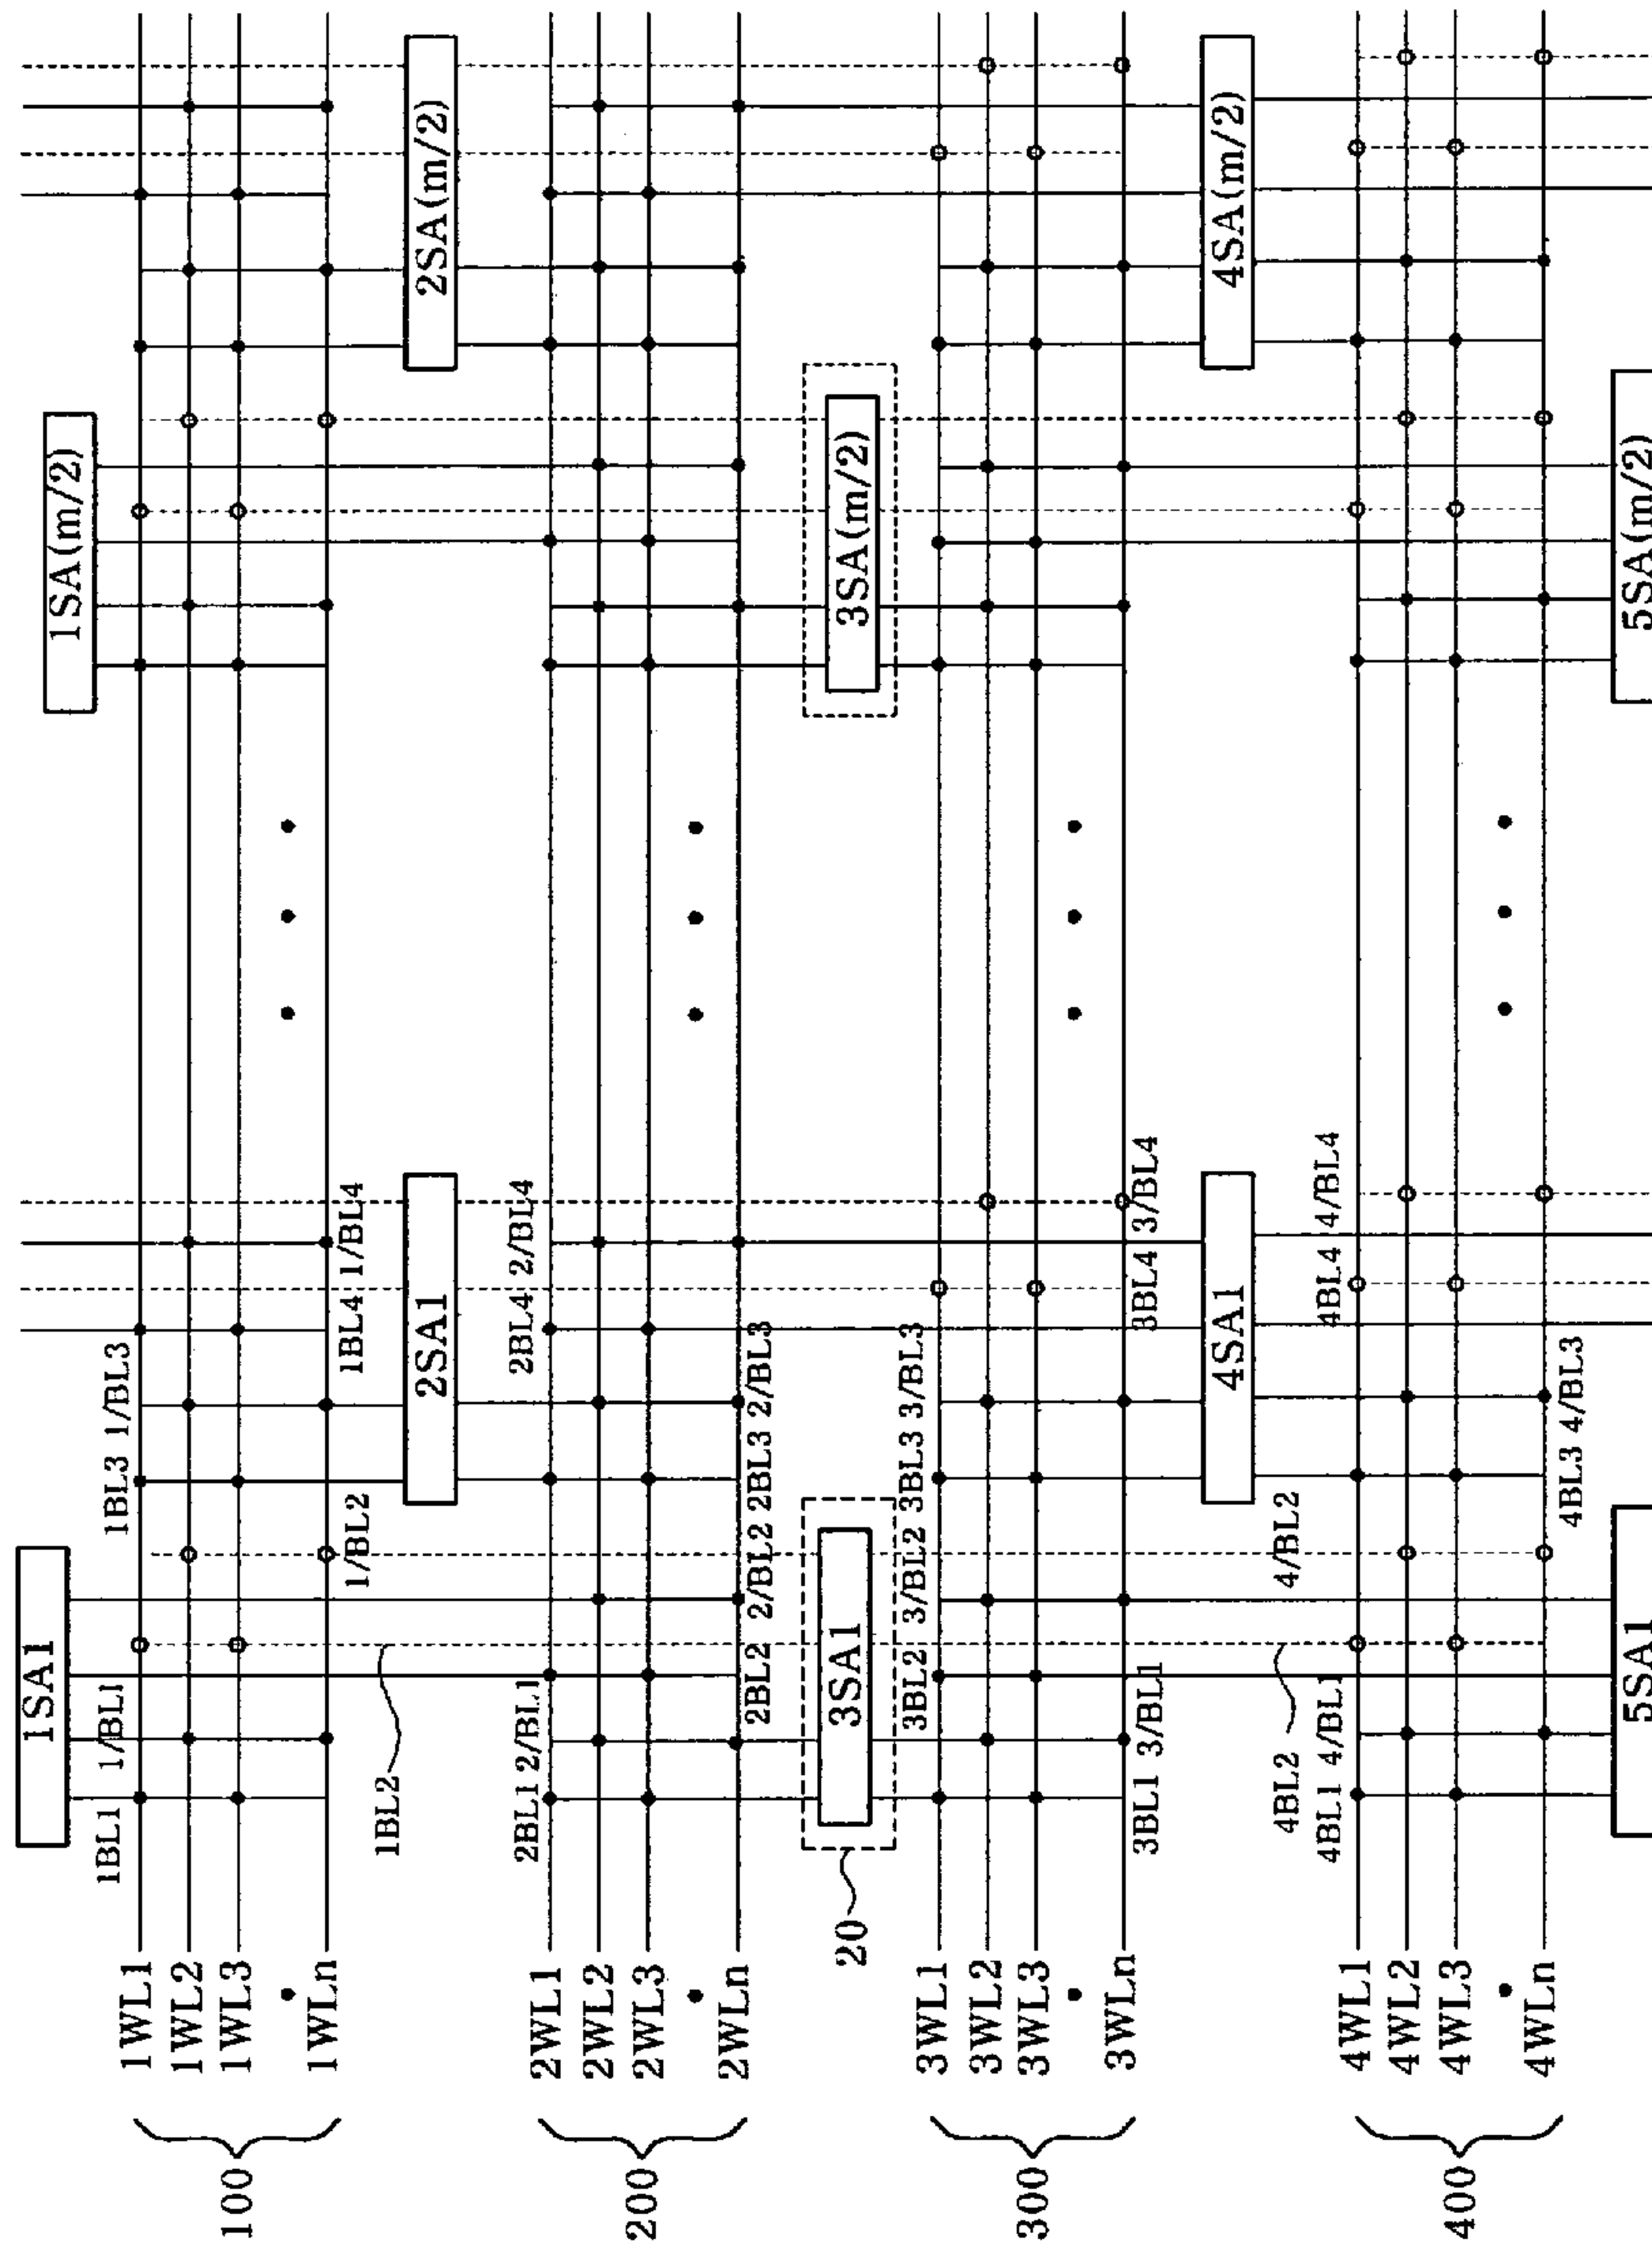 1SA1
1SA(m/2)
1BL1 1/BL1
1BL3 1/BL3
1WL1
1WL2
1WL3
1WLn
100
1BL2
1/BL2
1BL4 1/BL4
2SA1
2SA(m/2)
2BL1 2/BL1
2BL4 2/BL4
2WL1
2WL2
2WL3
2WLn
200
2BL2 2/BL2 2BL3 2/BL3
20
3SA1
3SA(m/2)
3BL2 3/BL2 3BL3 3/BL3
3WL1
3WL2
3WL3
3WLn
300
3BL1 3/BL1
3BL4 3/BL4
4SA1
4SA(m/2)
4BL2
4/BL2
4BL1 4/BL1
4BL4 4/BL4
4WL1
4WL2
4WL3
4WLn
400
4BL3 4/BL3
5SA1
5SA(m/2)